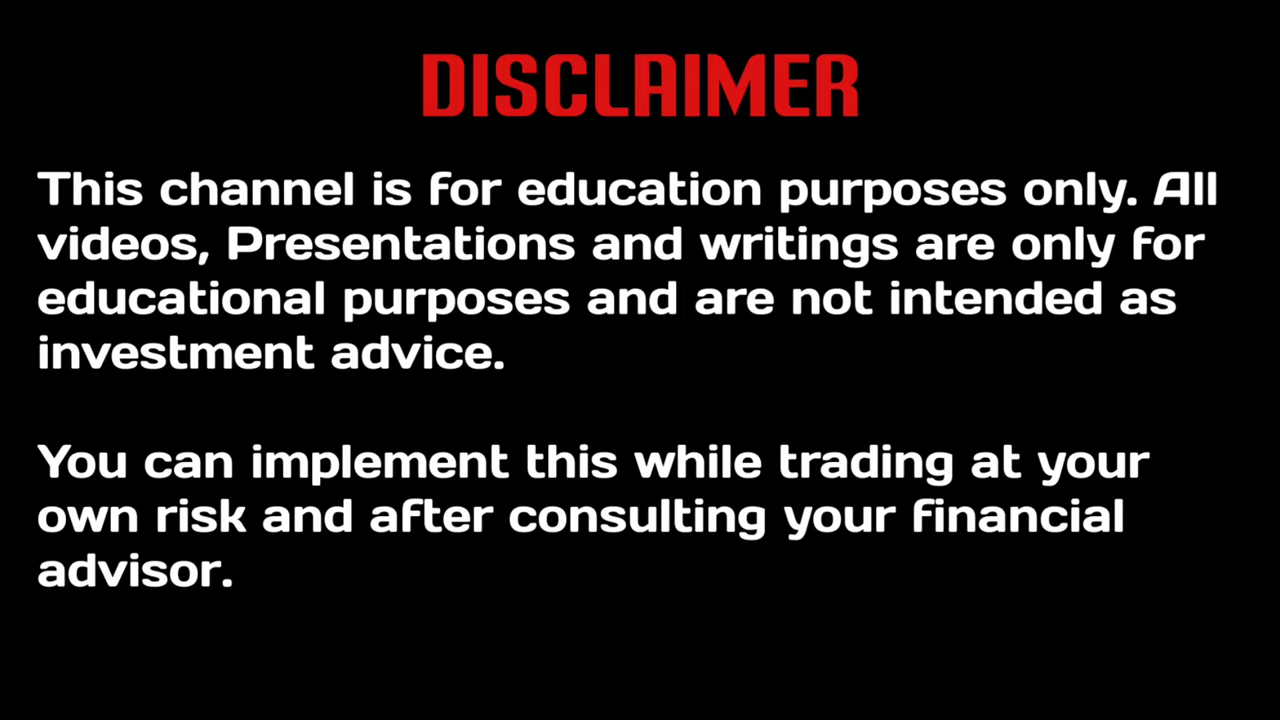 DISCLAIMER
This channel is for education purposes only. All
videos, Presentations and writings are only for
educational purposes and are not intended as
investment advice.
You can implement this while trading at your
own risk and after consulting your financial
advisor.